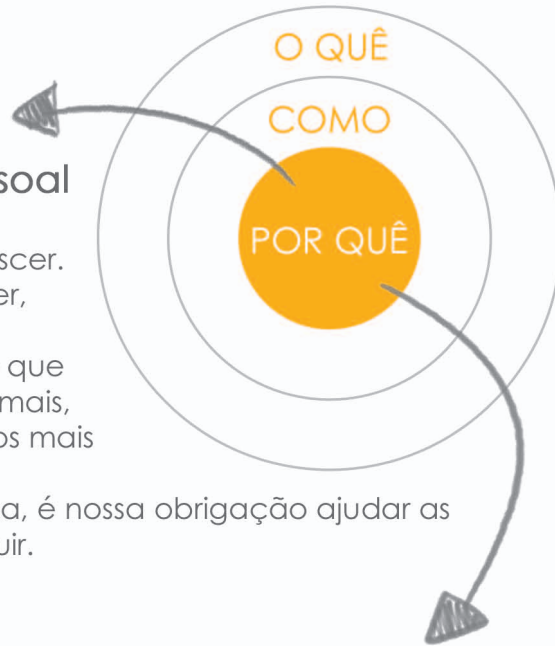 O QUÊ
COMO
POR QUÊ
soal
scer.
er,
que
mais,
os mais
a, é nossa obrigação ajudar as
uir.